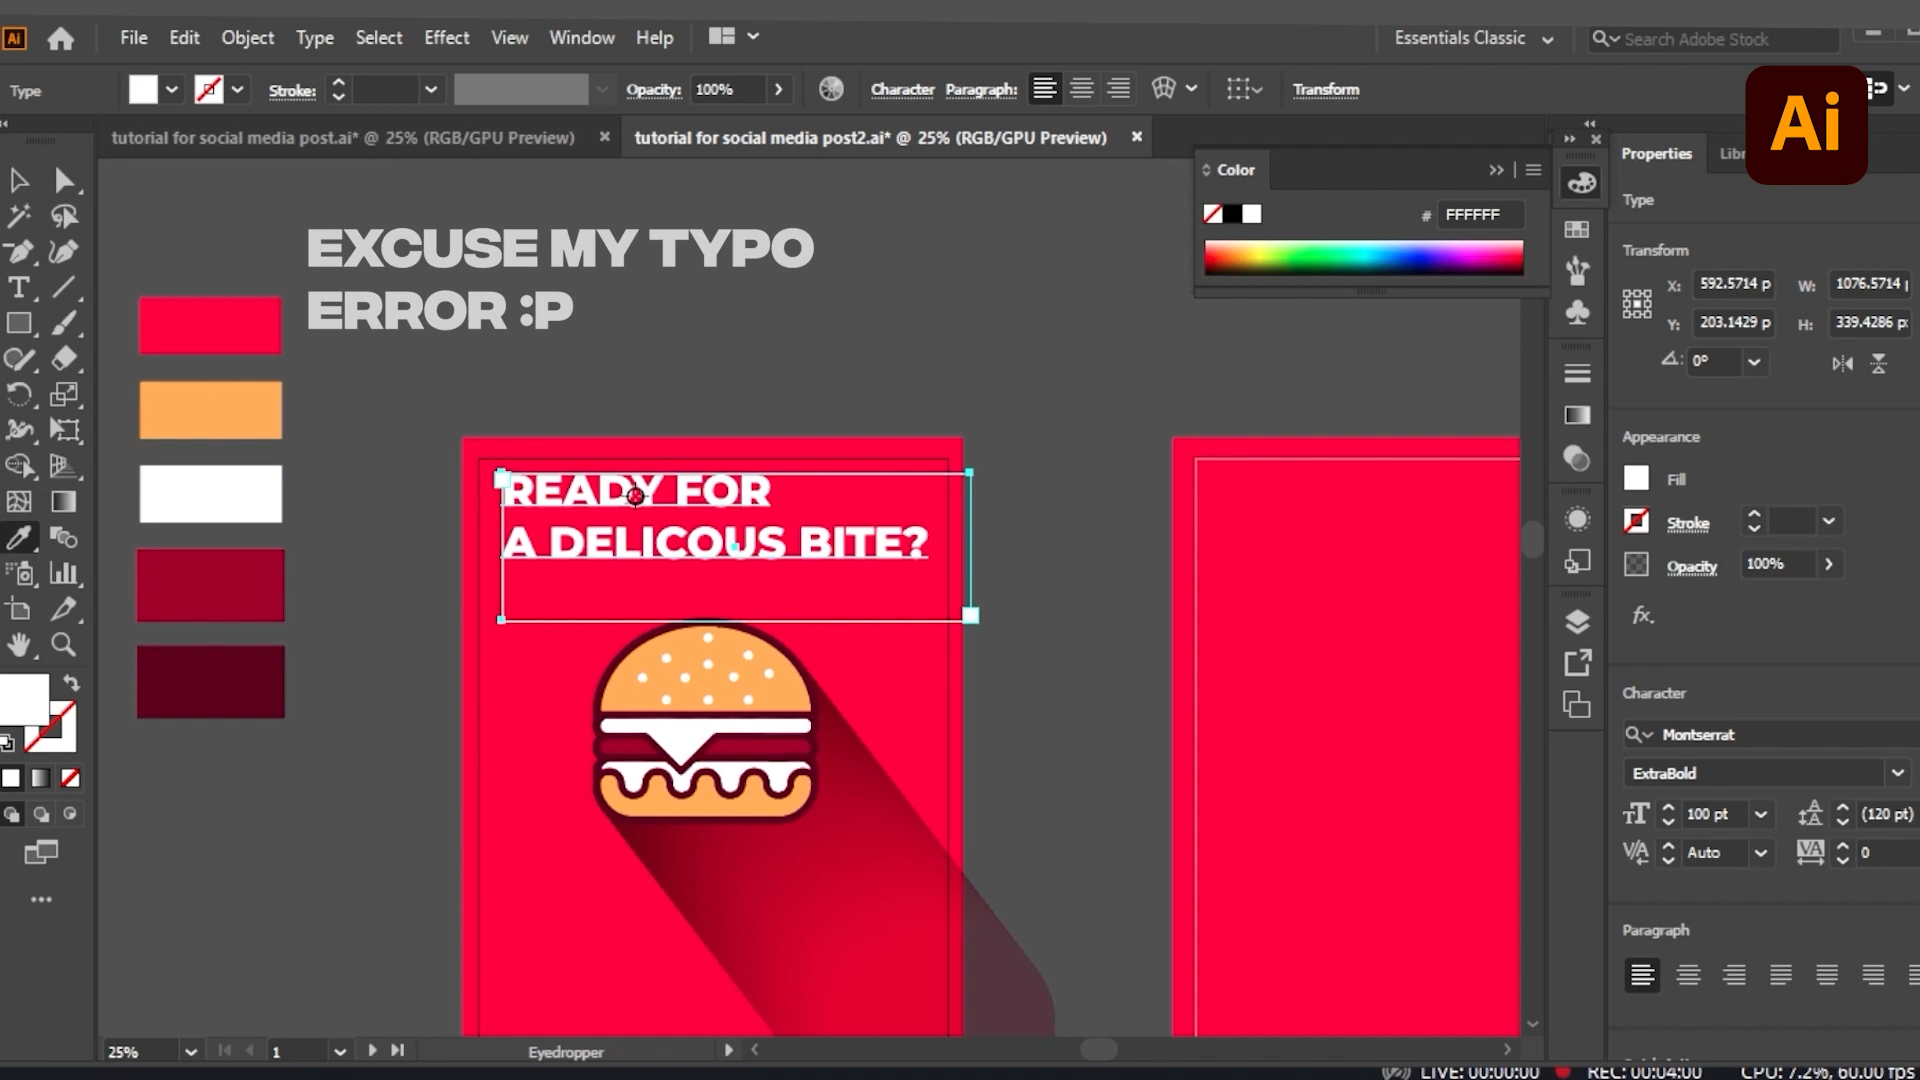 Ai
File Edit Object Type Select Effect View Window Help
Essentials Classic
Search Adobe Stock
Type
Stroke:
Opacity: 100%
Character Paragraph:
Transform
Ai
tutorial for social media post.ai* @ 25% (RGB/GPU Preview)
tutorial for social media post2.ai* @ 25% (RGB/GPU Preview)
Color
# FFFFFF
Properties
Type
EXCUSE MY TYPO
ERROR :P
READY FOR
A DELICOUS BITE?
Transform
X: 592.5714 p
W: 1076.5714
Y: 203.1429 p
H: 339.4286 p
0°
Appearance
Fill
Stroke
Opacity 100%
fx.
Character
Montserrat
ExtraBold
100 pt
(120 pt)
Auto
0
Paragraph
25%
1
Eyedropper
LIVE: 00:00:00
REC: 00:04:00
CPU: 7.2%, 60.00 fps